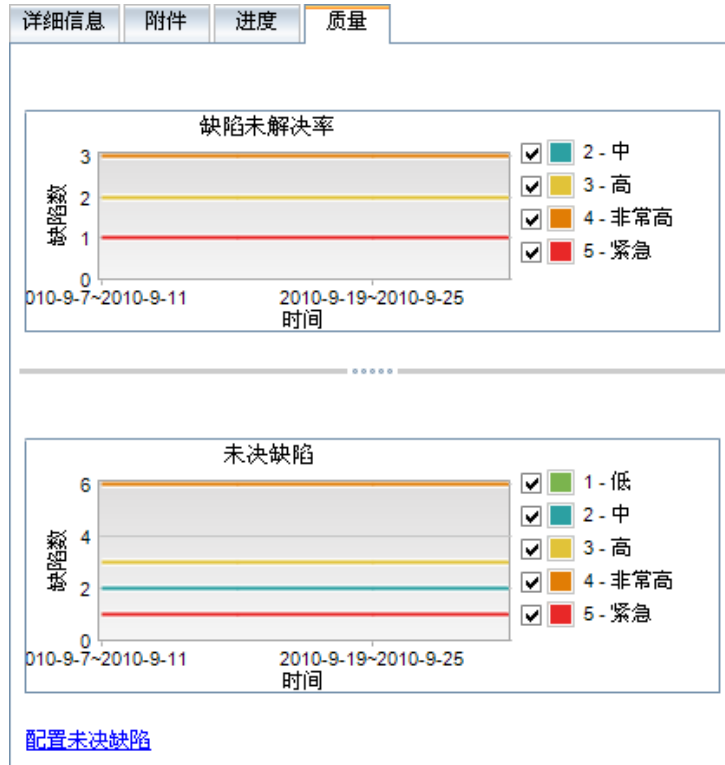 详细信息 附件 进度 质量
缺陷未解决率
3
2
1
0
缺陷数
010-9-7~2010-9-11 2010-9-19~2010-9-25
时间
2 - 中
3 - 高
4 - 非常高
5 - 紧急
未决缺陷
6
4
2
0
缺陷数
010-9-7~2010-9-11 2010-9-19~2010-9-25
时间
1 - 低
2 - 中
3 - 高
4 - 非常高
5 - 紧急
配置未决缺陷